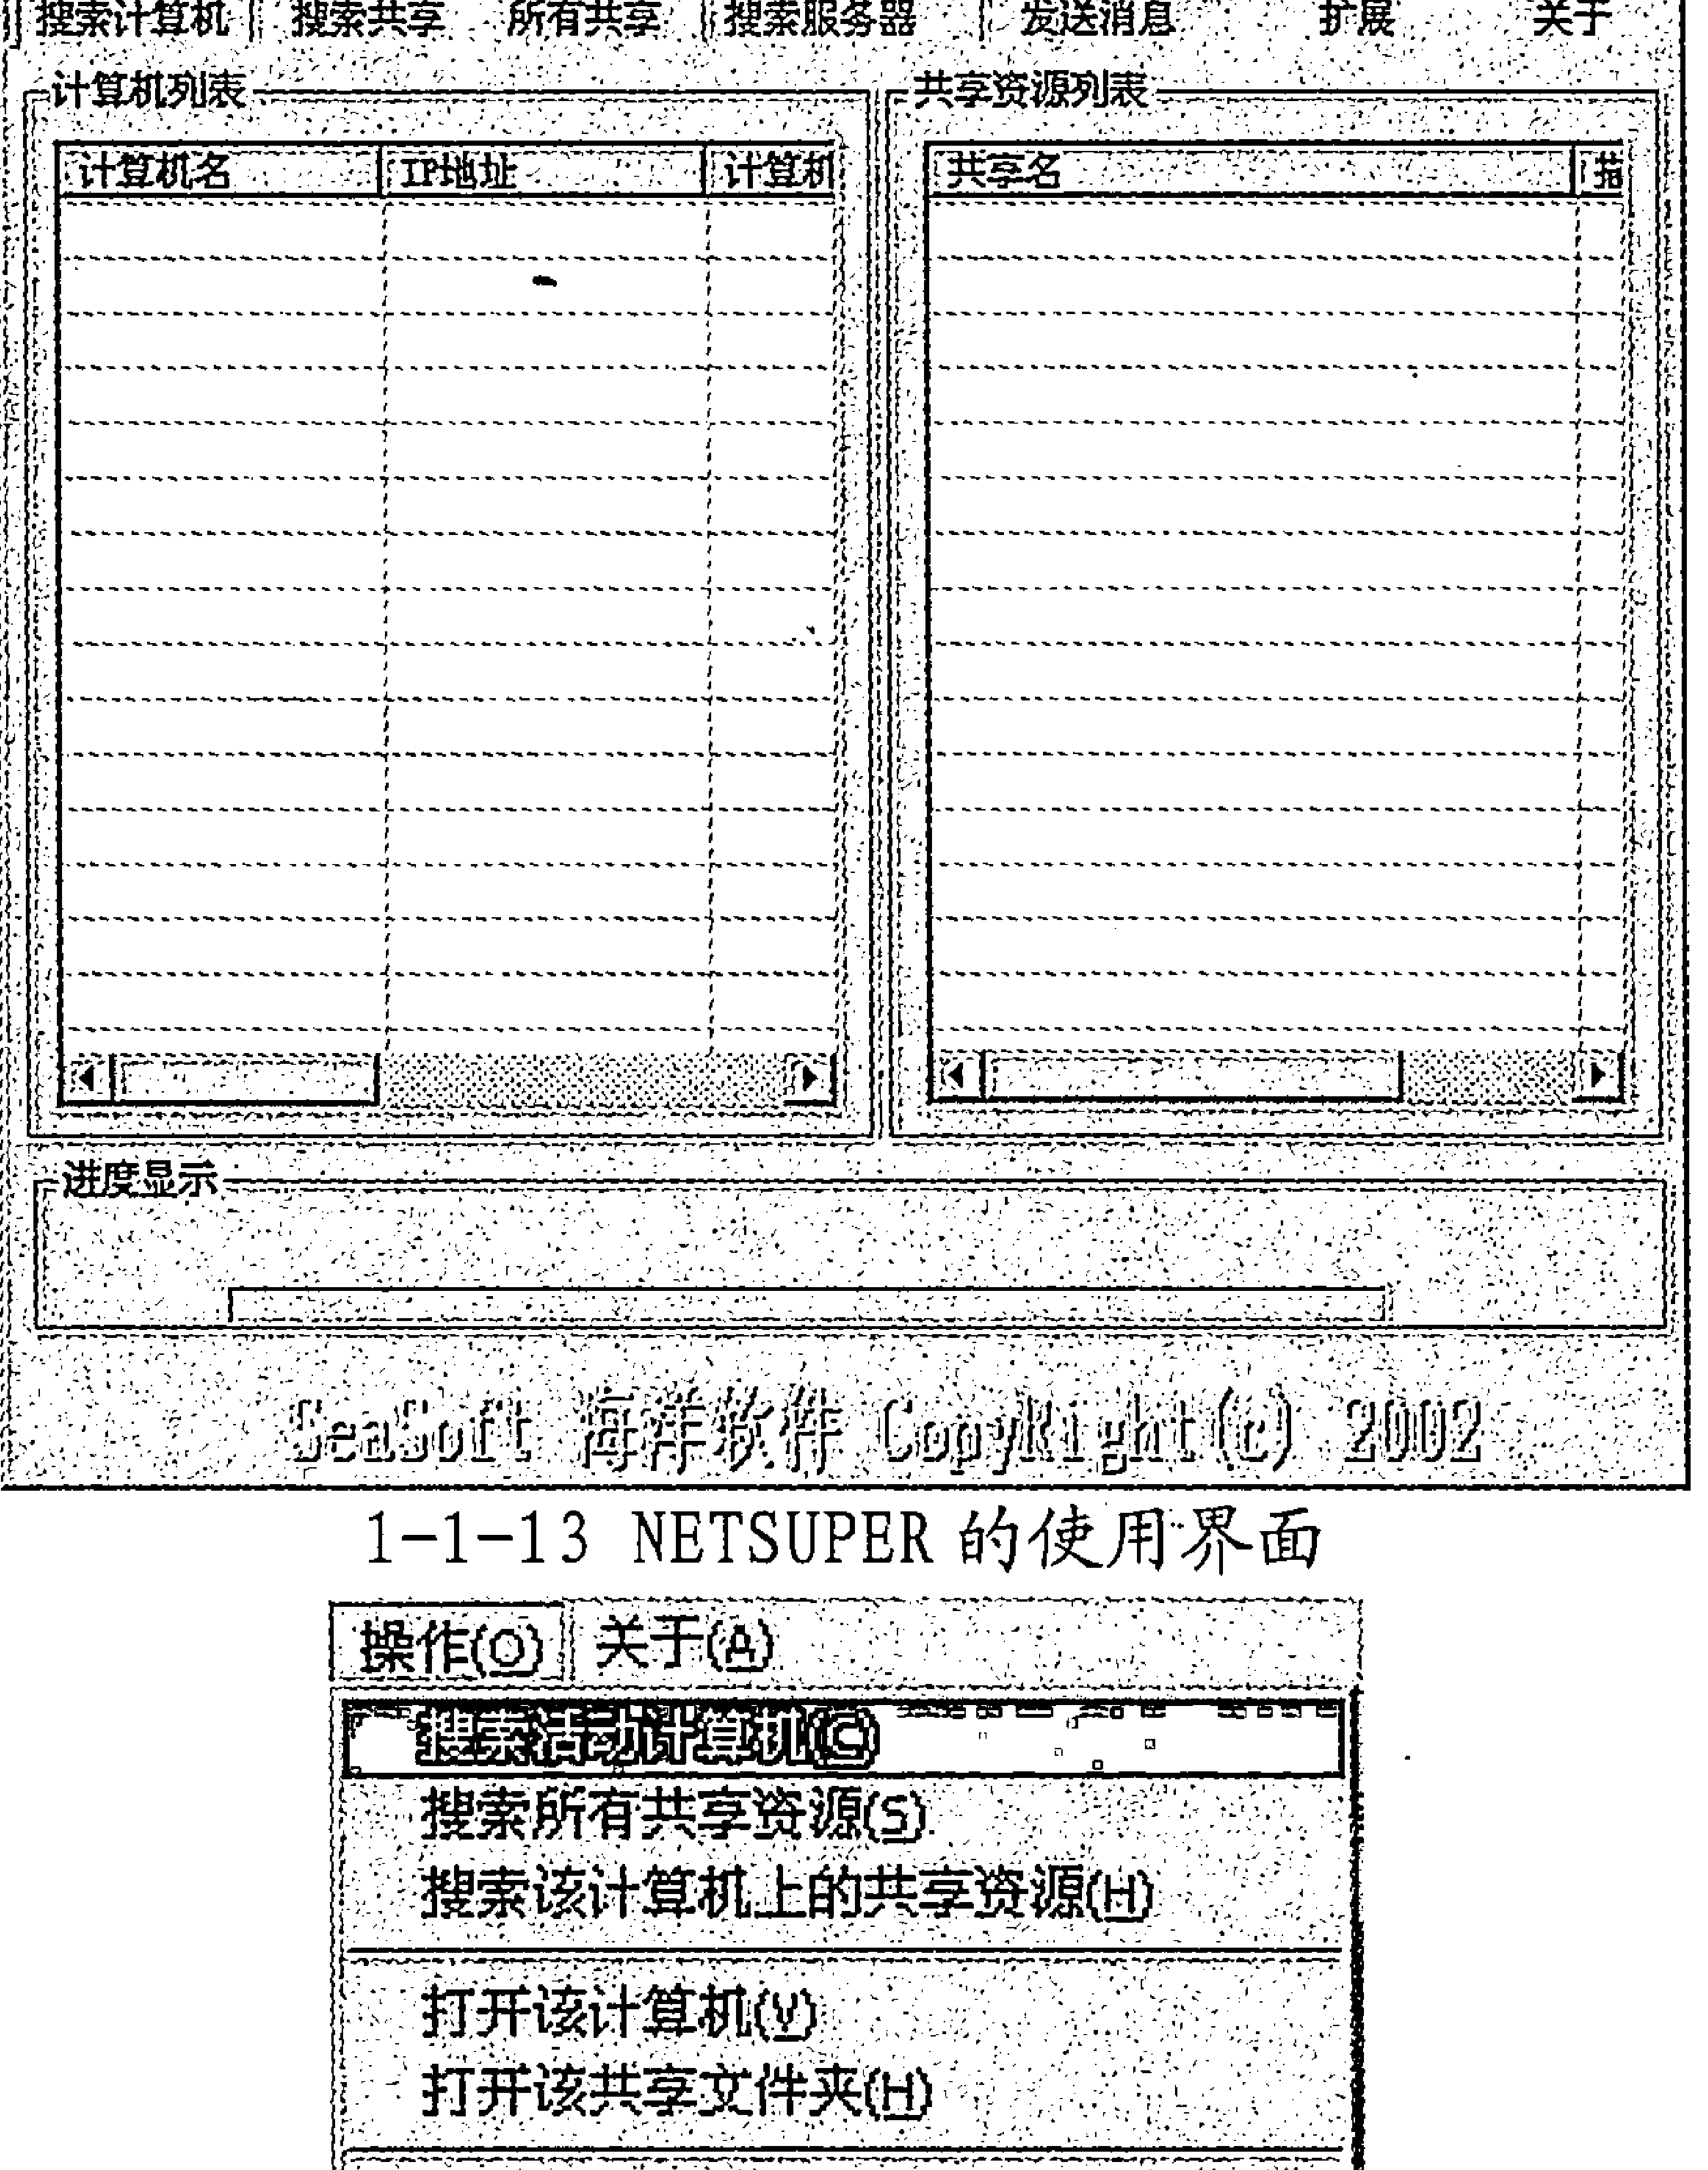 搜索计算机 搜索共享 所有共享 搜索服务器 发送消息 扩展 关于
计算机列表 共享资源列表
计算机名 IP地址 计算机 共享名 描
进度显示
SeaSoft 海洋软件 CopyRight(c) 2002
1-1-13 NETSUPER 的使用界面
操作(O) 关于(A)
搜索活动计算机(C)
搜索所有共享资源(S)
搜索该计算机上的共享资源(H)
打开该计算机(V)
打开该共享文件夹(H)